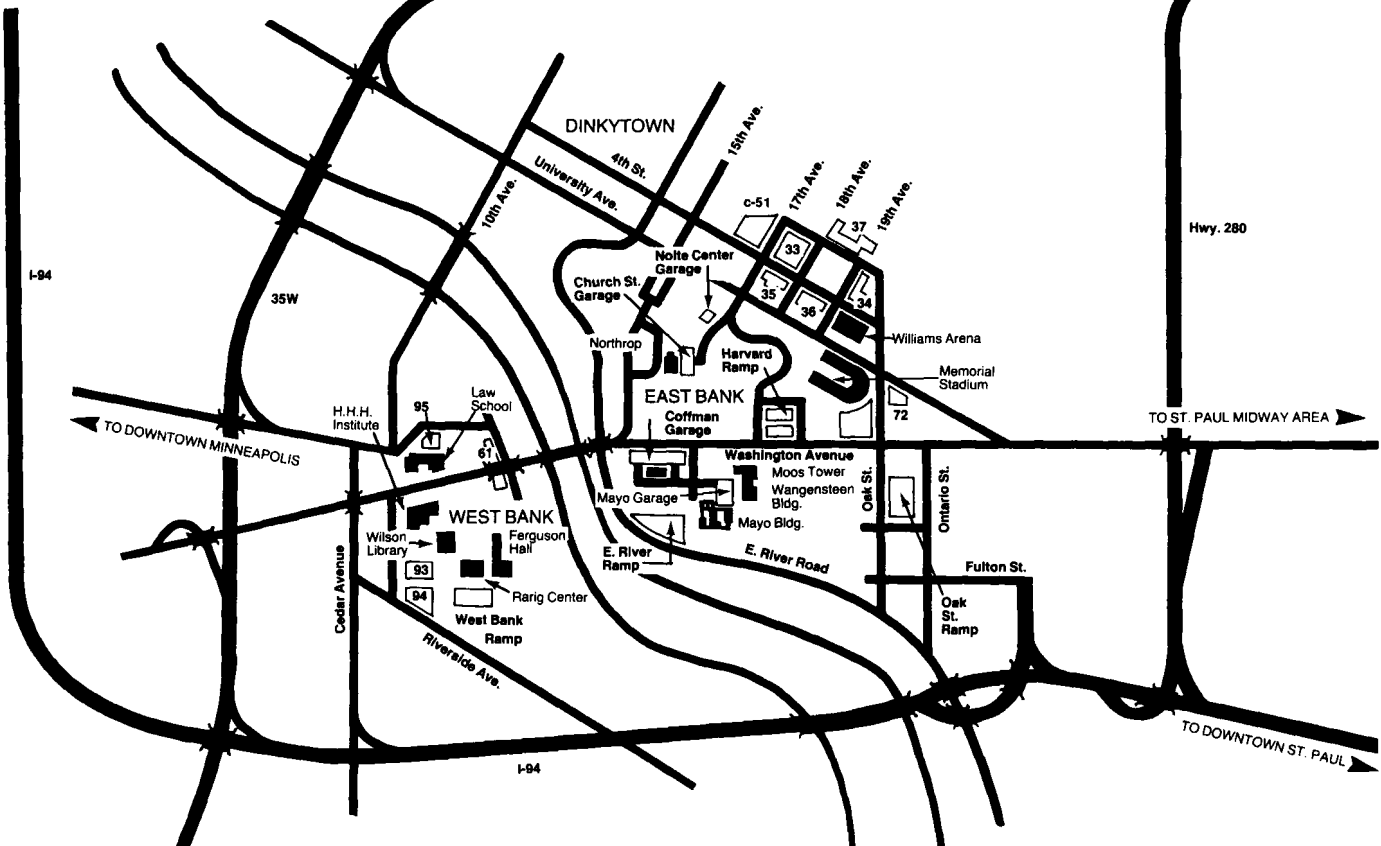 DINKYTOWN
15th Ave.
4th St.
University Ave.
17th Ave.
18th Ave.
19th Ave.
c-51
37
10th Ave.
Hwy. 280
33
Nolte Center
Garage
I-94
Church St.
Garage
35
34
36
35W
Williams Arena
Northrop
Harvard
Ramp
Memorial
Stadium
EAST BANK
Law
School
H.H.H.
Institute
95
Coffman
Garage
72
TO ST. PAUL MIDWAY AREA
TO DOWNTOWN MINNEAPOLIS
C-
61
Washington Avenue
Moos Tower
Wangensteen
Bldg.
Mayo Garage
Mayo Bldg.
Oak St.
Ontario St.
WEST BANK
Wilson
Library
Ferguson
Hall
E. River
Ramp
E. River Road
Fulton St.
93
94
Rarig Center
West Bank
Ramp
Oak
St.
Ramp
Cedar Avenue
Riverside Ave.
TO DOWNTOWN ST. PAUL
I-94